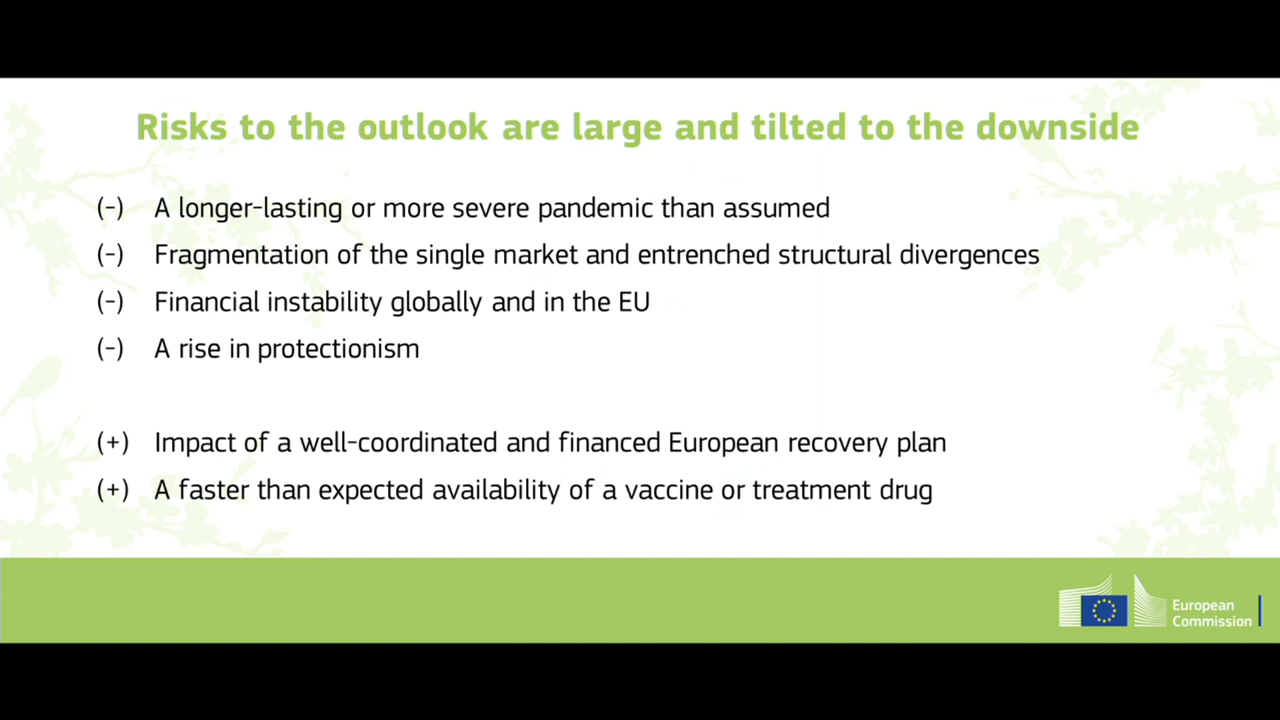 Risks to the outlook are large and tilted to the downside
(-) A longer-lasting or more severe pandemic than assumed
(-) Fragmentation of the single market and entrenched structural divergences
(-) Financial instability globally and in the EU
(-) A rise in protectionism
(+) Impact of a well-coordinated and financed European recovery plan
(+) A faster than expected availability of a vaccine or treatment drug
European
Commission